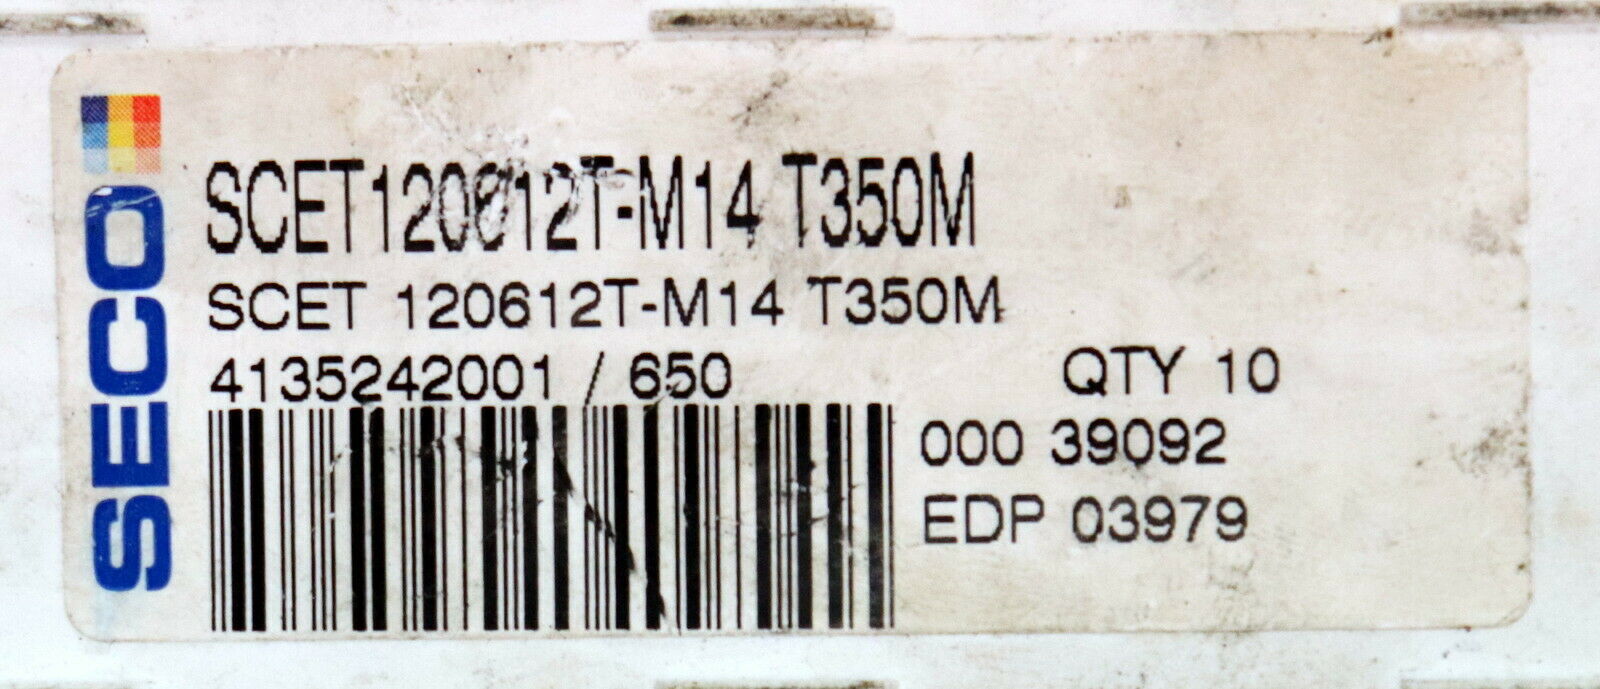 SECO
SCET120612T-M14 T350M
SCET 120612T-M14 T350M
4135242001 / 650 QTY 10
000 39092
EDP 03979